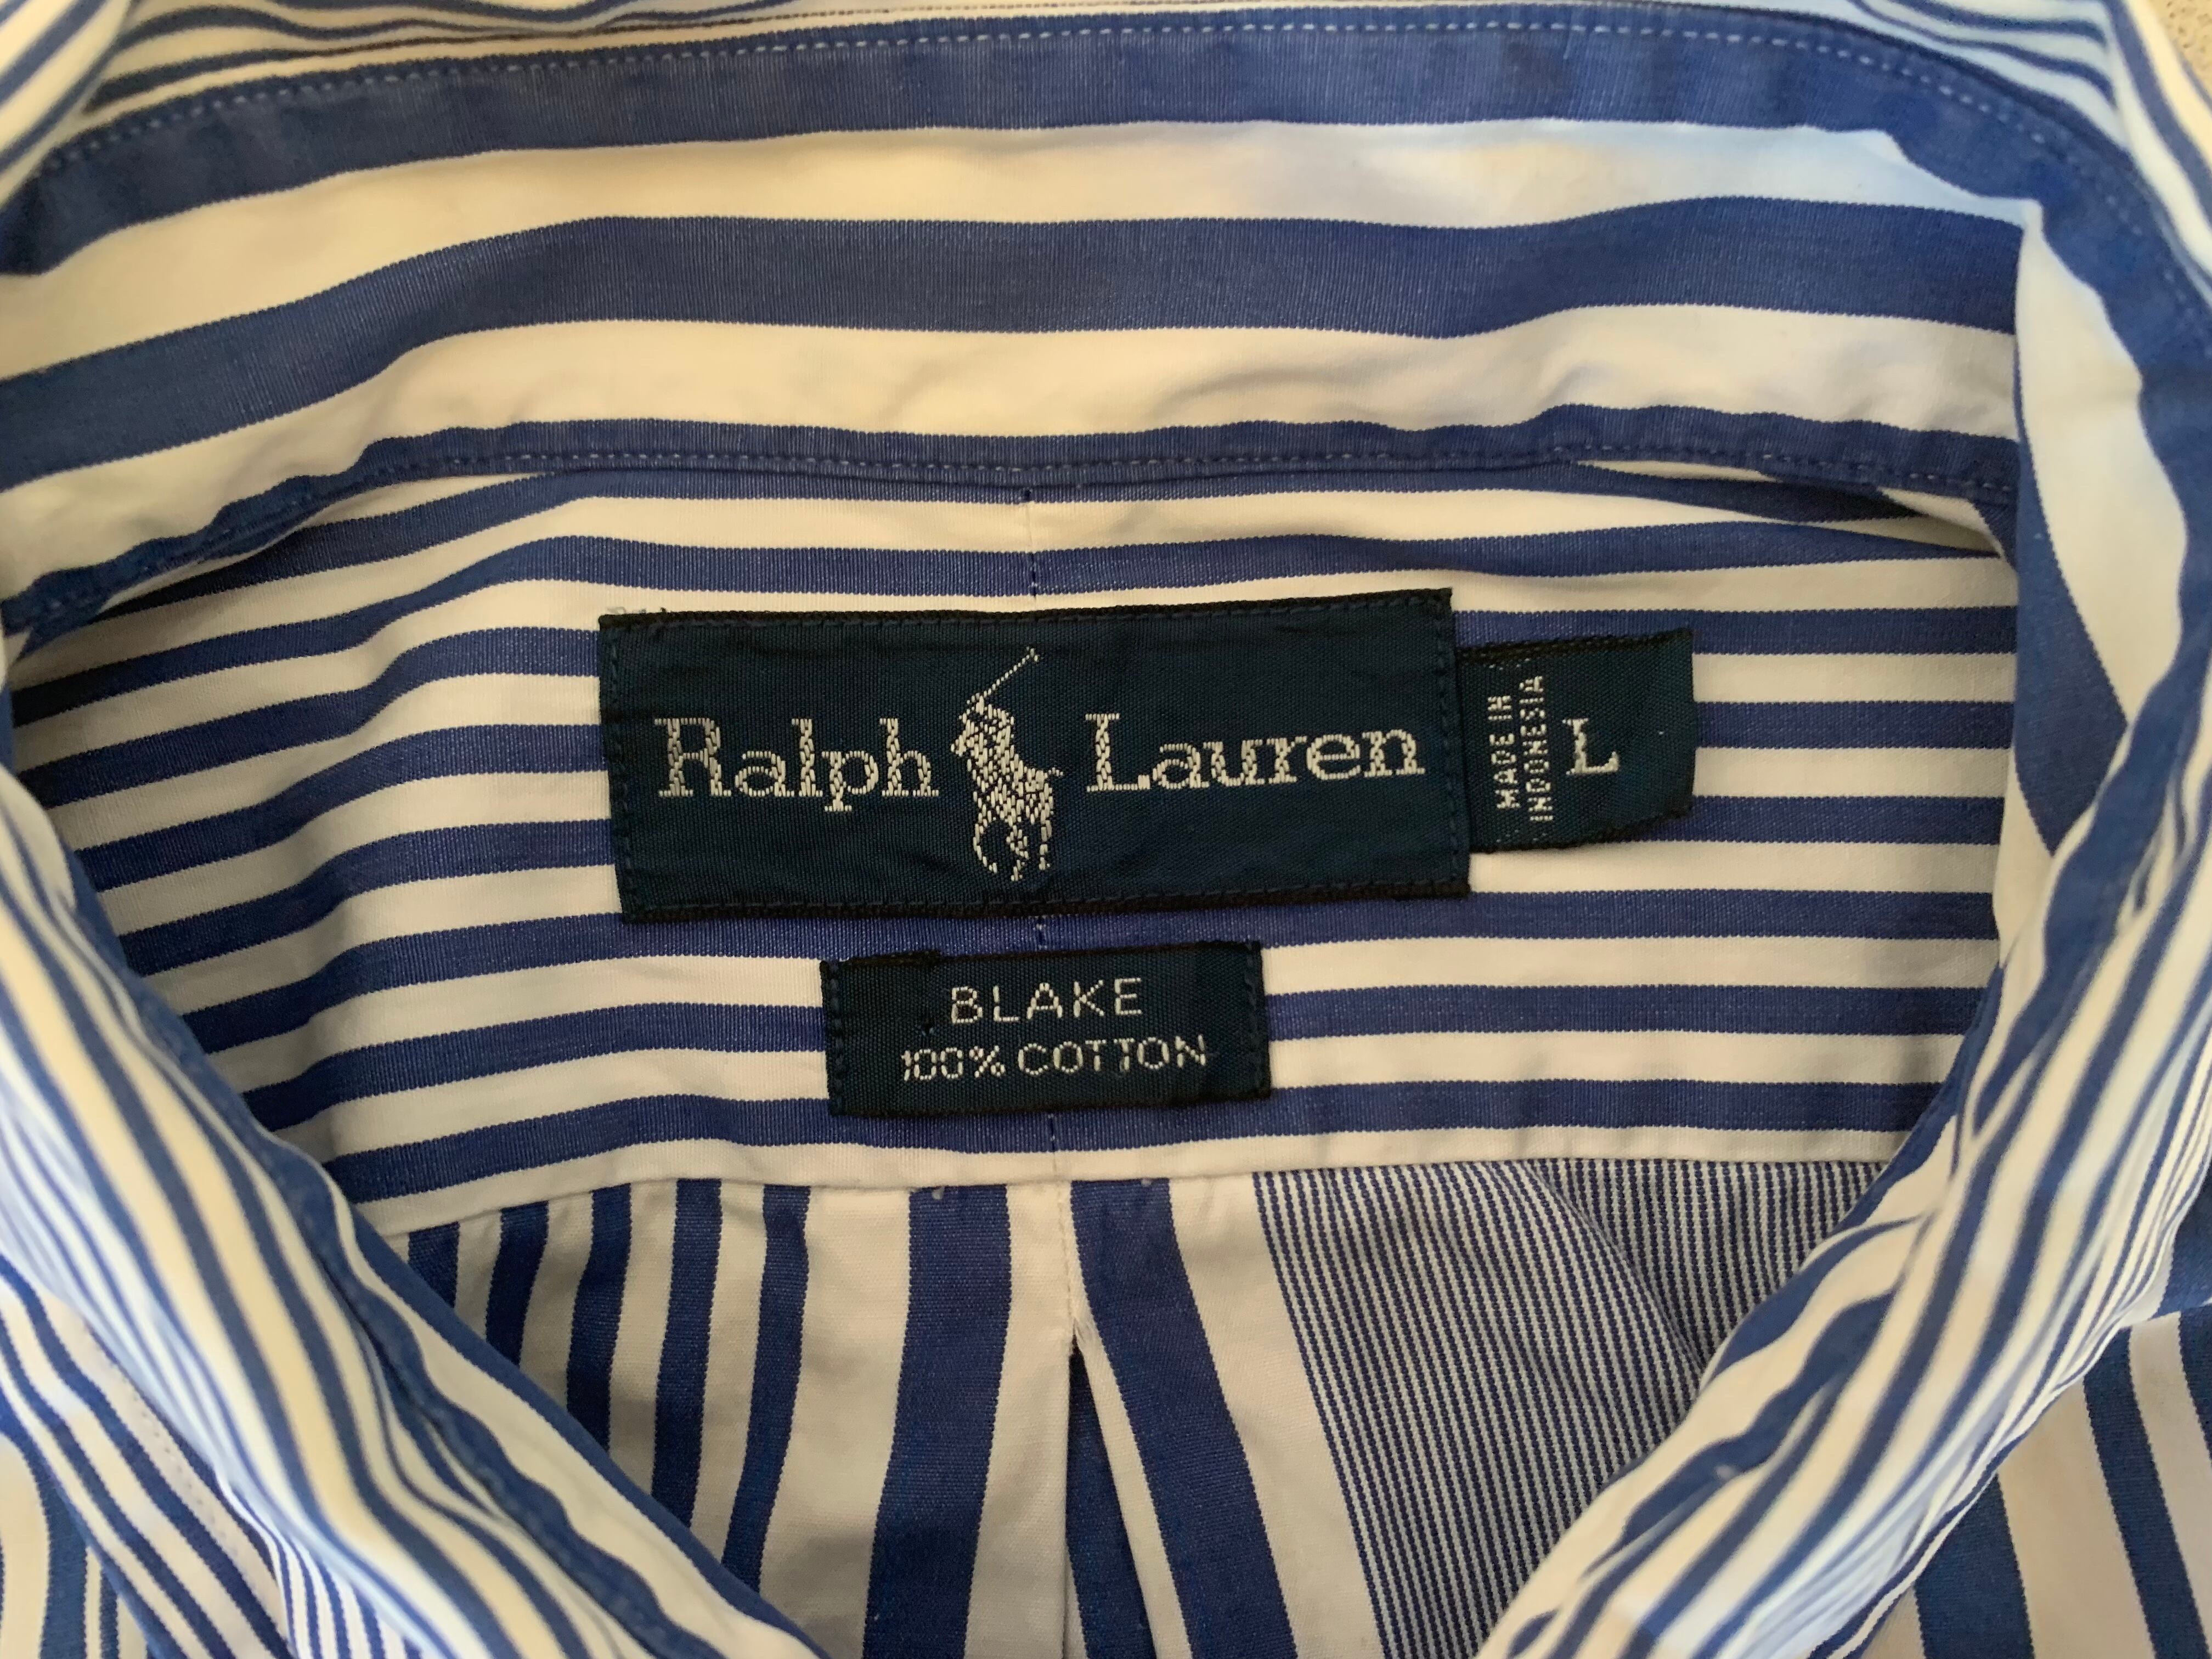 Ralph Lauren
MADE IN
INDONESIA
L
BLAKE
100% COTTON